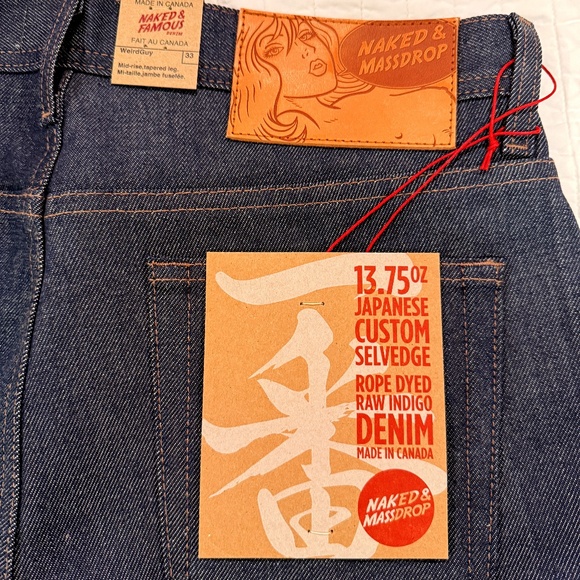 MADE IN CANADA
NAKED &
FAMOUS
DENIM
FAIT AU CANADA
WeirdGuy 33
Mid-rise,tapered leg.
Mi-taille,jambe fuselée.
NAKED &
MASSDROP
一番
13.75OZ
JAPANESE
CUSTOM
SELVEDGE
ROPE DYED
RAW INDIGO
DENIM
MADE IN CANADA
NAKED &
MASSDROP